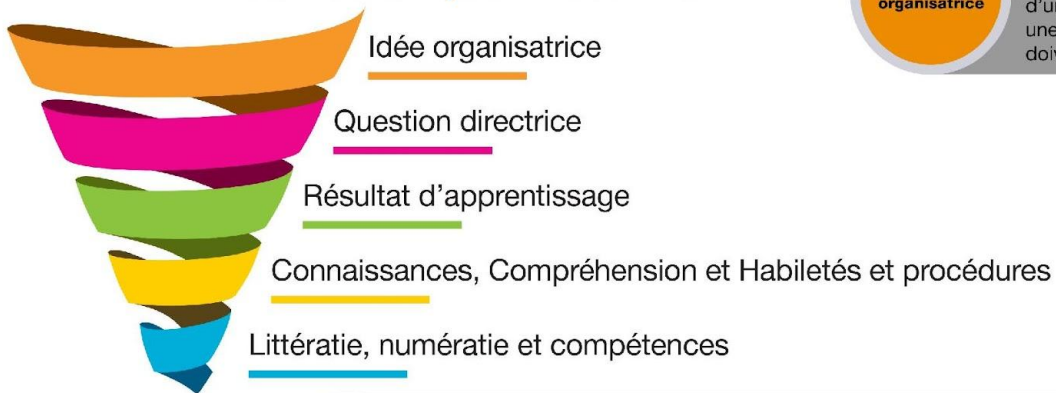 organisatrice
Idée organisatrice
Question directrice
Résultat d'apprentissage
Connaissances, Compréhension et Habiletés et procédures
Littératie, numératie et compétences